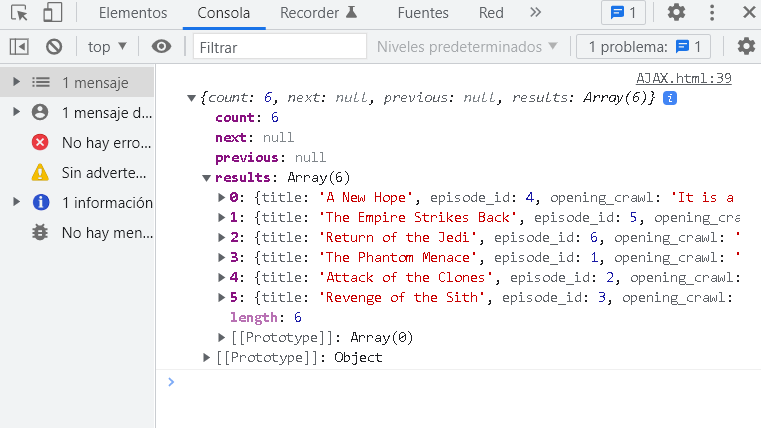 Elementos Consola Recorder Fuentes Red 1
top Filtrar Niveles predeterminados 1 problema: 1
1 mensaje
1 mensaje d...
No hay erro...
Sin adverte...
1 información
No hay men...
AJAX.html:39
{count: 6, next: null, previous: null, results: Array(6)} i
count: 6
next: null
previous: null
results: Array(6)
0: {title: 'A New Hope', episode_id: 4, opening_crawl: 'It is a
1: {title: 'The Empire Strikes Back', episode_id: 5, opening_cra
2: {title: 'Return of the Jedi', episode_id: 6, opening_crawl: '
3: {title: 'The Phantom Menace', episode_id: 1, opening_crawl: '
4: {title: 'Attack of the Clones', episode_id: 2, opening_crawl:
5: {title: 'Revenge of the Sith', episode_id: 3, opening_crawl:
length: 6
[[Prototype]]: Array(0)
[[Prototype]]: Object